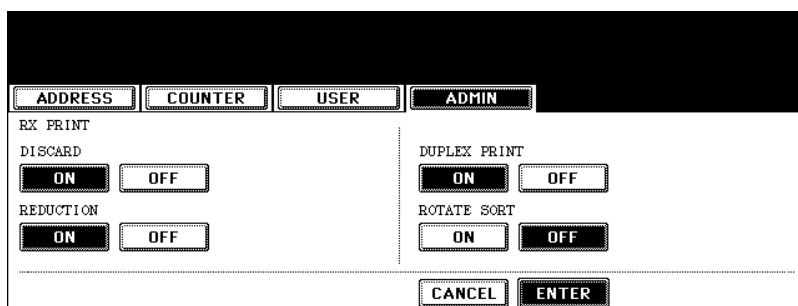 ADDRESS COUNTER USER ADMIN
RX PRINT
DISCARD
ON OFF
REDUCTION
ON OFF
DUPLEX PRINT
ON OFF
ROTATE SORT
ON OFF
CANCEL ENTER